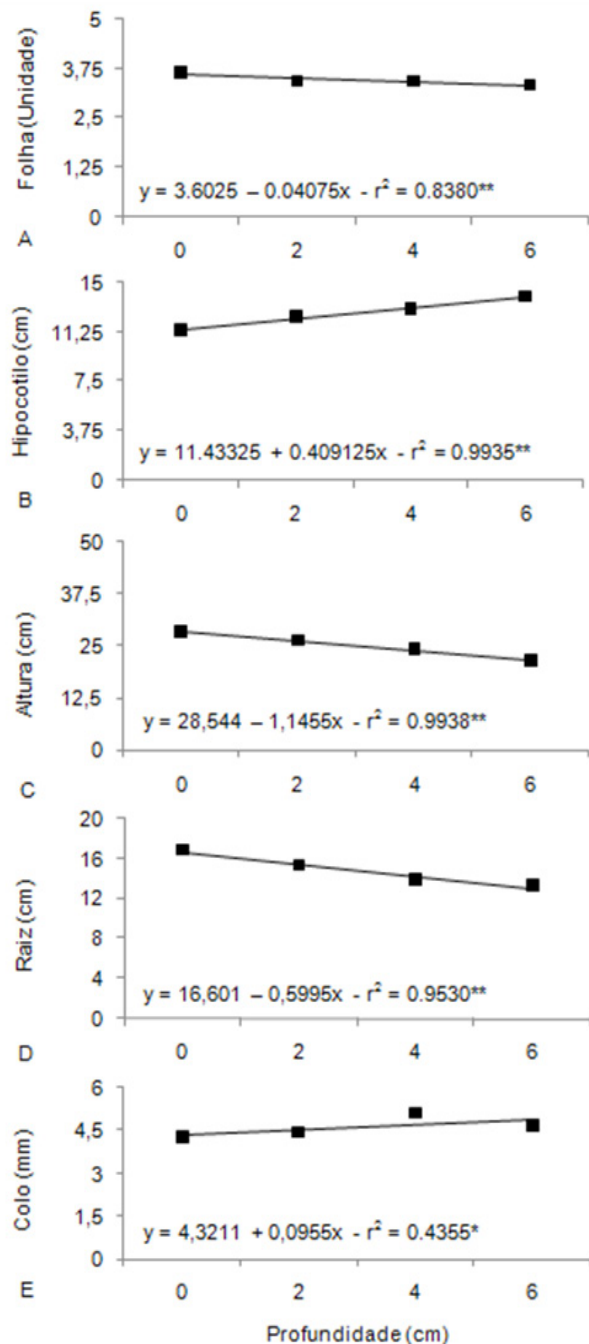 Folha (Unidade)
5
3,75
2,5
1,25
0
y = 3.6025 – 0.04075x - r² = 0.8380**
A
0 2 4 6
Hipocotilo (cm)
15
11,25
7,5
3,75
0
y = 11.43325 + 0.409125x - r² = 0.9935**
B
0 2 4 6
Altura (cm)
50
37,5
25
12,5
0
y = 28,544 – 1,1455x - r² = 0.9938**
C
0 2 4 6
Raiz (cm)
20
16
12
8
4
0
y = 16,601 – 0,5995x - r² = 0.9530**
D
0 2 4 6
Colo (mm)
6
4,5
3
1,5
0
y = 4,3211 + 0,0955x - r² = 0.4355*
E
0 2 4 6
Profundidade (cm)